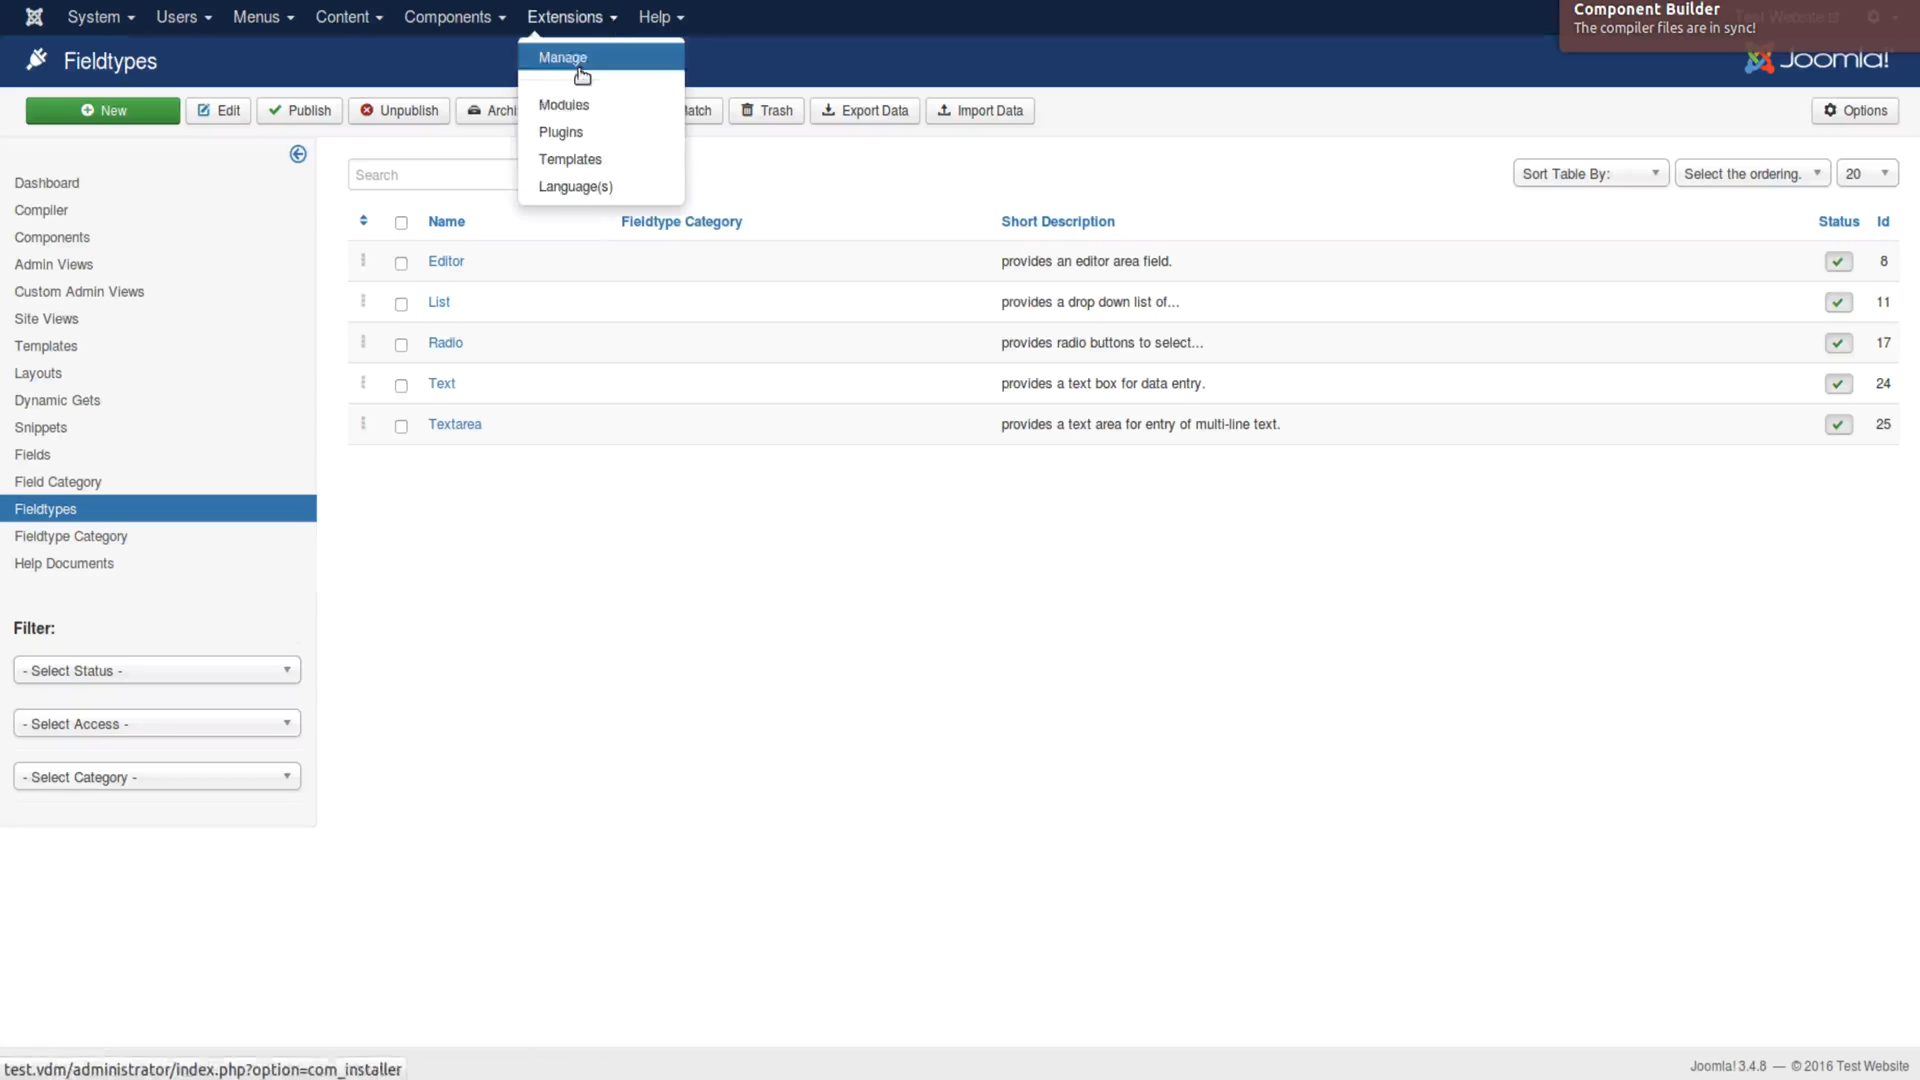 System Users Menus Content Components Extensions Help
Component Builder
The compiler files are in sync!
Test Website
Fieldtypes
Joomla!
Manage
Modules
Plugins
Templates
Language(s)
New Edit Publish Unpublish Archi atch Trash Export Data Import Data Options
Search
Sort Table By: Select the ordering. 20
Dashboard
Compiler
Components
Admin Views
Custom Admin Views
Site Views
Templates
Layouts
Dynamic Gets
Snippets
Fields
Field Category
Fieldtypes
Fieldtype Category
Help Documents
Filter:
- Select Status -
- Select Access -
- Select Category -
Name Fieldtype Category Short Description Status Id
Editor provides an editor area field. 8
List provides a drop down list of... 11
Radio provides radio buttons to select... 17
Text provides a text box for data entry. 24
Textarea provides a text area for entry of multi-line text. 25
test.vdm/administrator/index.php?option=com_installer
Joomla! 3.4.8 — © 2016 Test Website